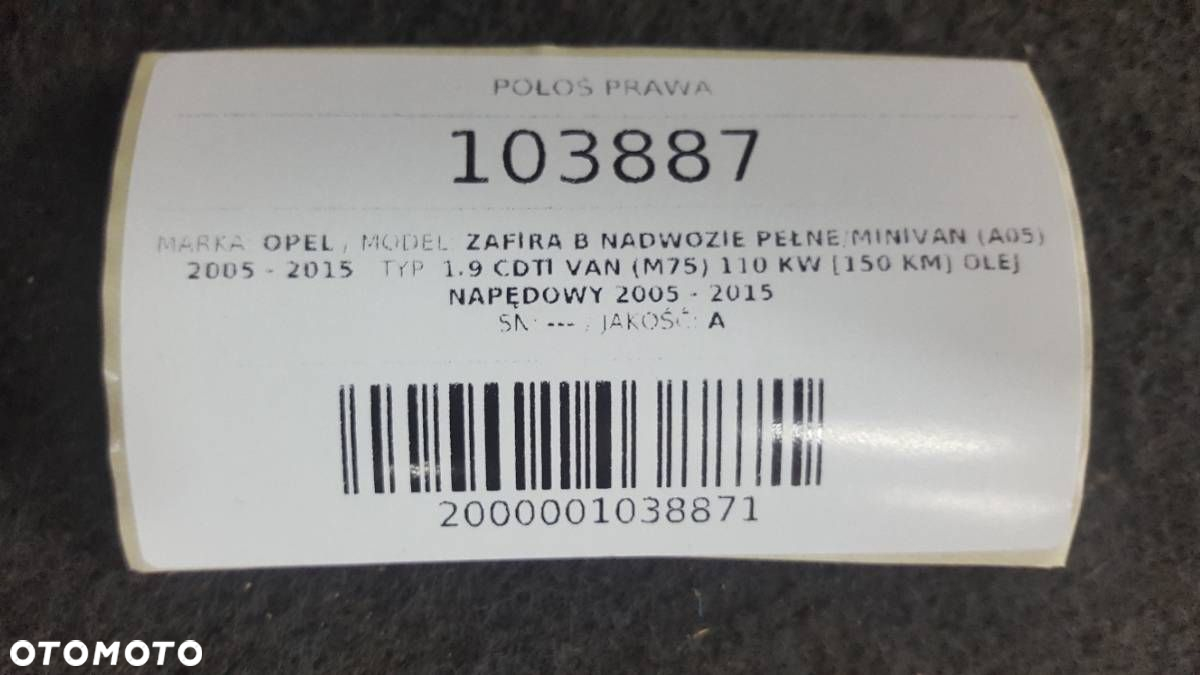 POŁOŚ PRAWA
103887
MARKA: OPEL / MODEL: ZAFIRA B NADWOZIE PEŁNE/MINIVAN (A05)
2005 - 2015 TYP: 1.9 CDTI VAN (M75) 110 KW [150 KM] OLEJ
NAPĘDOWY 2005 - 2015
SN: --- / JAKOŚĆ: A
2000001038871
OTOMOTO